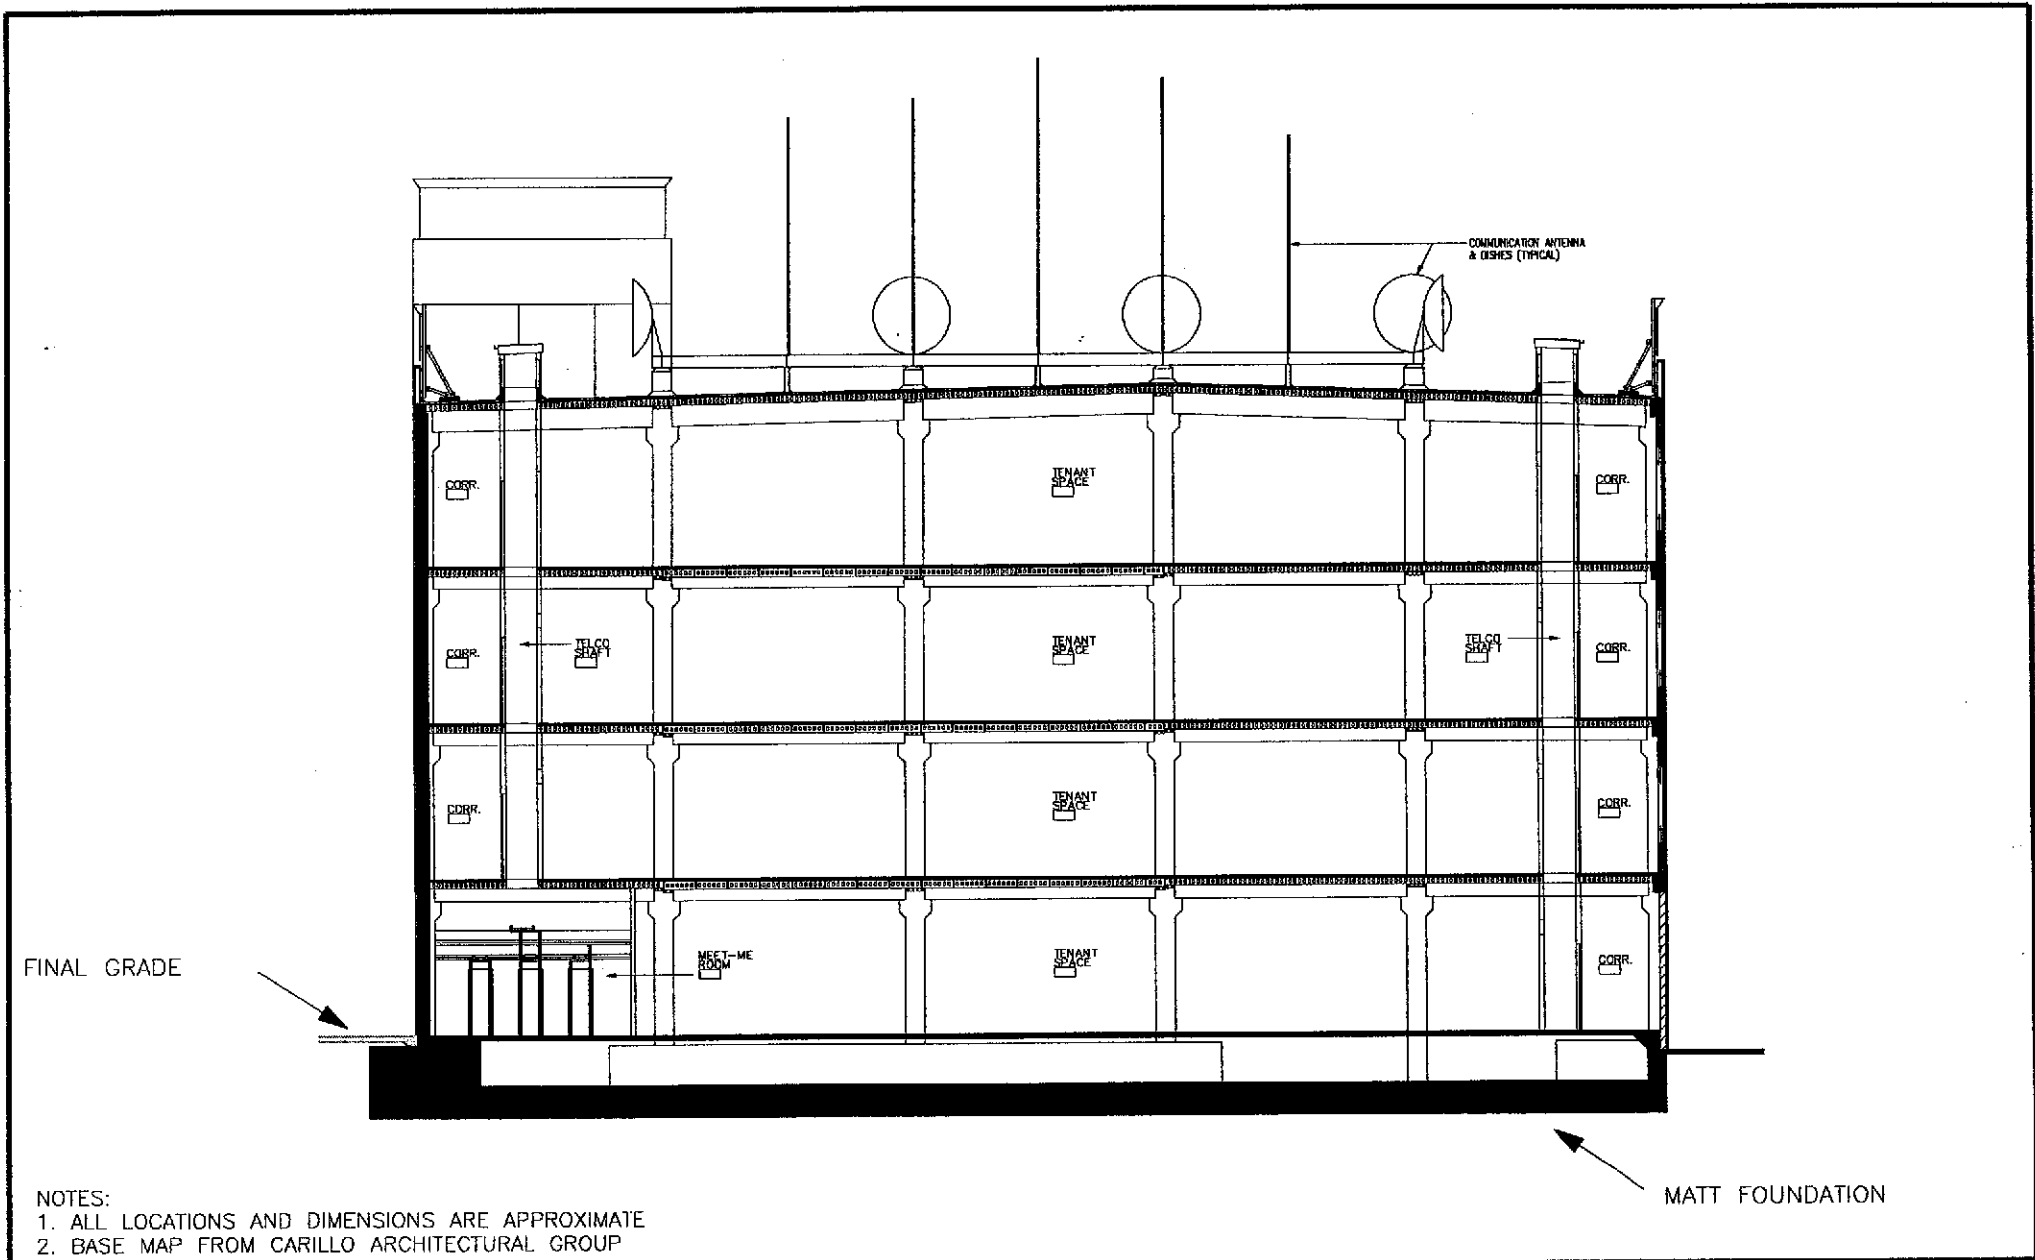 COMMUNICATION ANTENNA
& DISHES (TYPICAL)
CORR.
TENANT
SPACE
CORR.
CORR.
TELCO
SHAFT
TENANT
SPACE
TELCO
SHAFT
CORR.
CORR.
TENANT
SPACE
CORR.
MEET-ME
ROOM
TENANT
SPACE
CORR.
FINAL GRADE
MATT FOUNDATION
NOTES:
1. ALL LOCATIONS AND DIMENSIONS ARE APPROXIMATE
2. BASE MAP FROM CARILLO ARCHITECTURAL GROUP